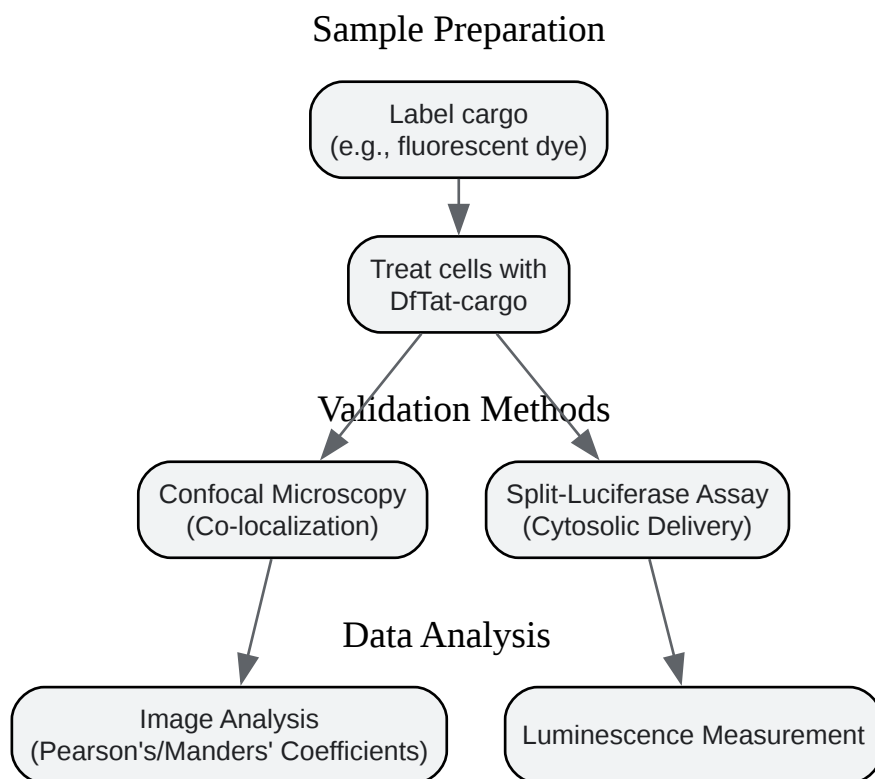 Sample Preparation
Label cargo
(e.g., fluorescent dye)
Treat cells with
DfTat-cargo
Validation Methods
Confocal Microscopy
(Co-localization)
Split-Luciferase Assay
(Cytosolic Delivery)
Data Analysis
Image Analysis
(Pearson's/Manders' Coefficients)
Luminescence Measurement